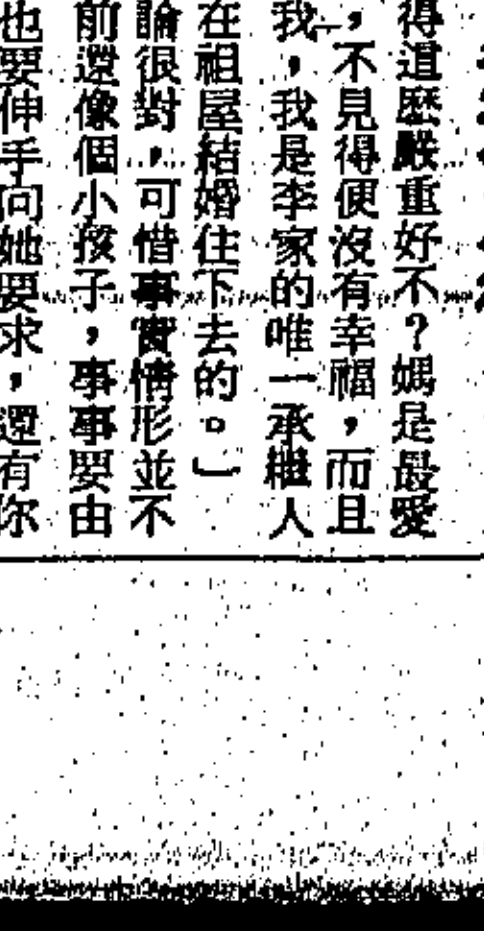 得這麼嚴重好不？媽是最愛
，不見得便沒有幸福，而且
我，我是李家的唯一承繼人
在祖屋結婚住下去的。」
論很對，可惜事實情形並不
前還像個小孩子，事事要由
也要伸手向她要求，還有你